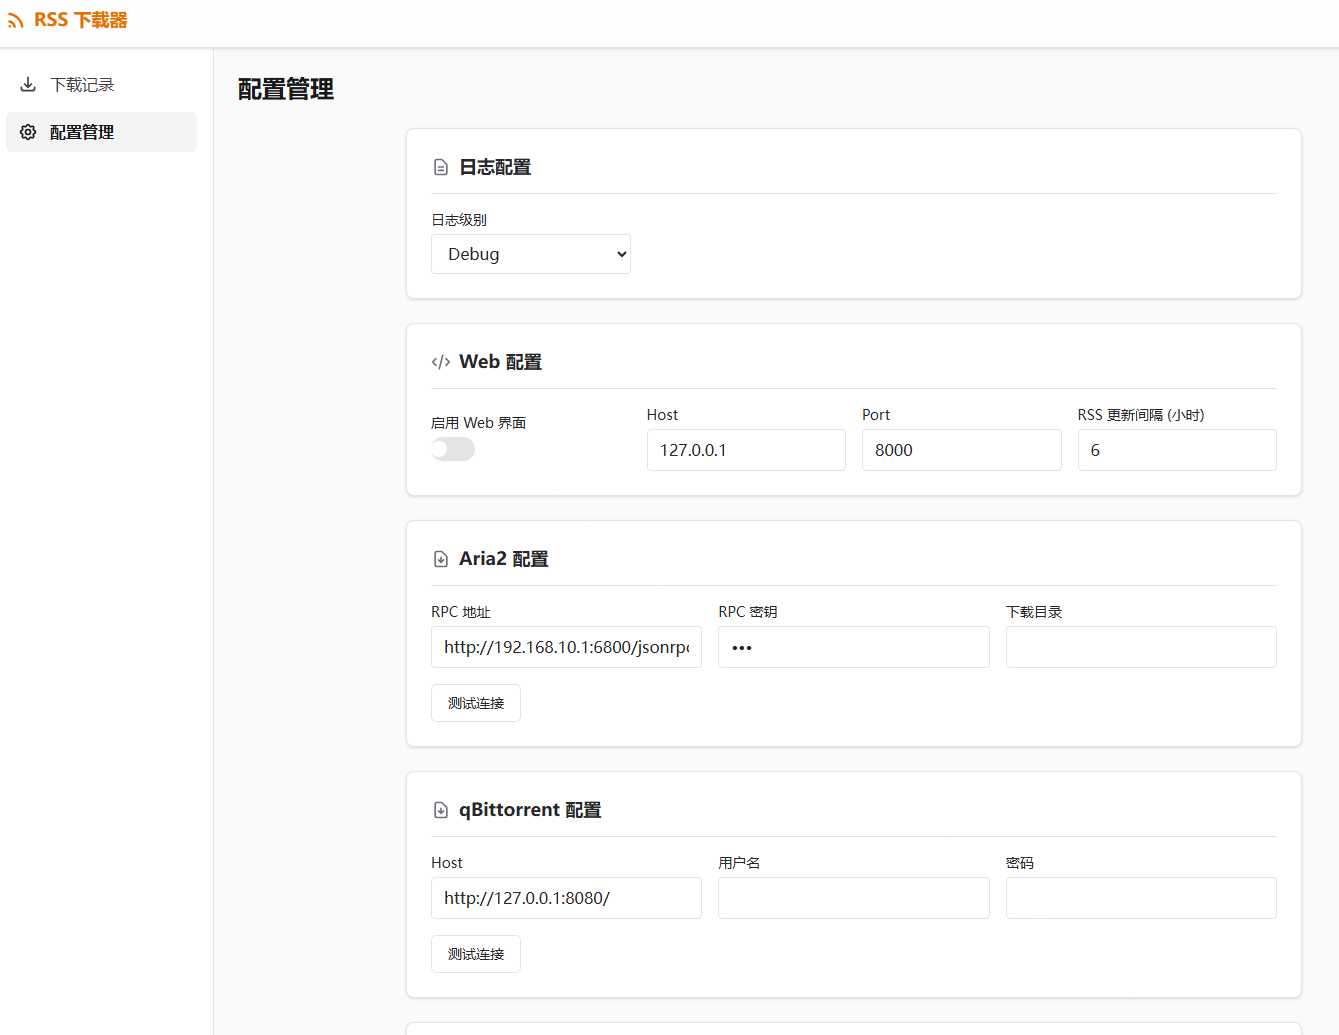 RSS 下载器
下载记录
配置管理
配置管理
日志配置
日志级别
Debug
Web 配置
启用 Web 界面
Host
Port
RSS 更新间隔 (小时)
127.0.0.1
8000
6
Aria2 配置
RPC 地址
RPC 密钥
下载目录
http://192.168.10.1:6800/jsonrpc
•••
测试连接
qBittorrent 配置
Host
用户名
密码
http://127.0.0.1:8080/
测试连接